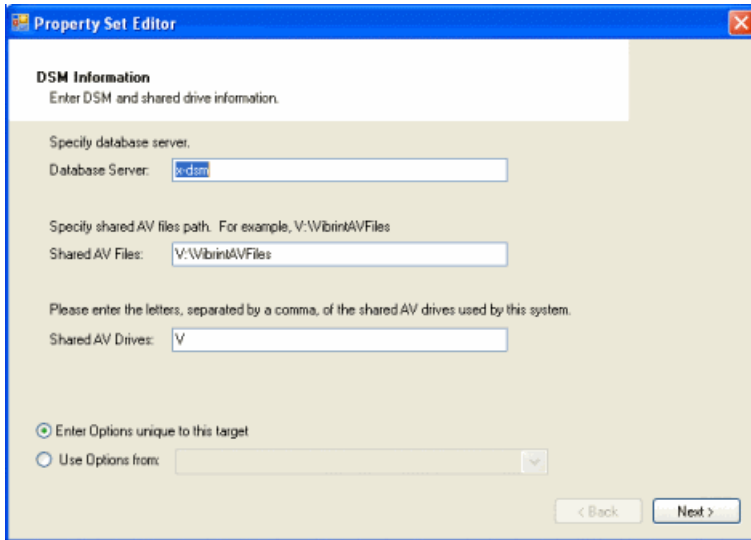 Property Set Editor
DSM Information
Enter DSM and shared drive information.
Specify database server.
Database Server: x-dsm
Specify shared AV files path. For example, V:\VibrintAVFiles
Shared AV Files: V:\VibrintAVFiles
Please enter the letters, separated by a comma, of the shared AV drives used by this system.
Shared AV Drives: V
Enter Options unique to this target
Use Options from:
< Back Next >